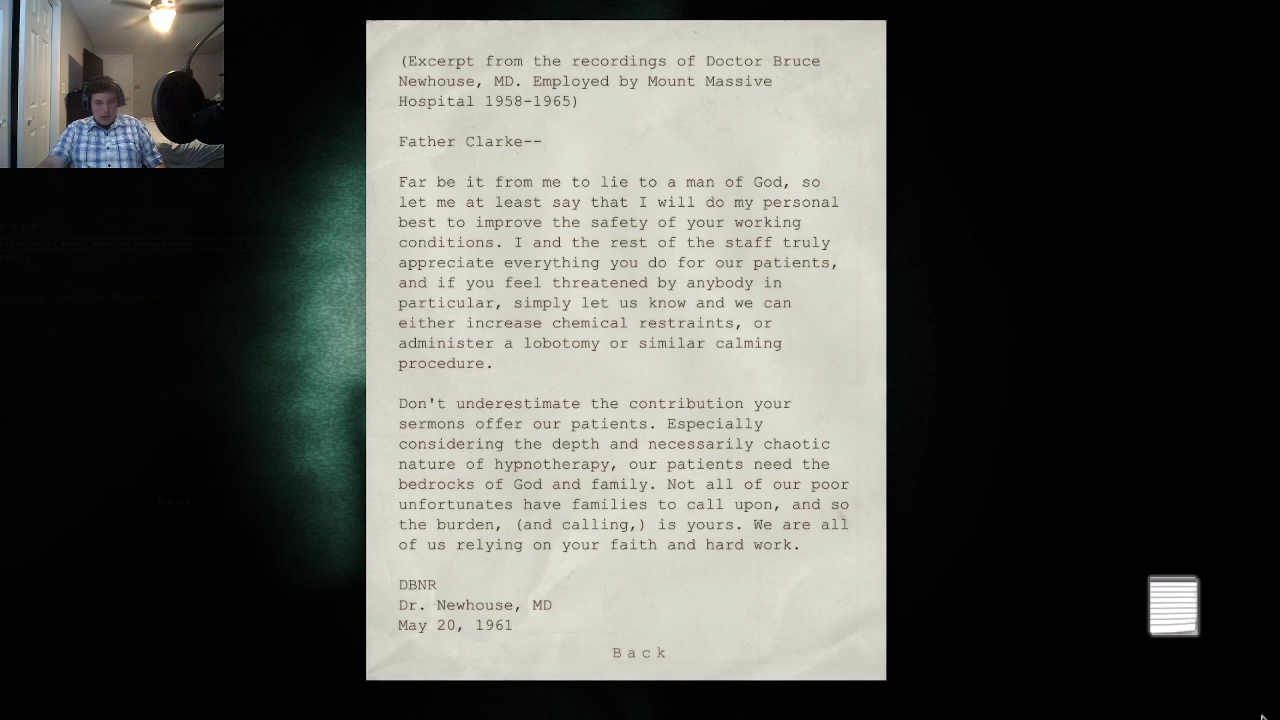 (Excerpt from the recordings of Doctor Bruce
Newhouse, MD. Employed by Mount Massive
Hospital 1958-1965)
Father Clarke--
Far be it from me to lie to a man of God, so
let me at least say that I will do my personal
best to improve the safety of your working
conditions. I and the rest of the staff truly
appreciate everything you do for our patients,
and if you feel threatened by anybody in
particular, simply let us know and we can
either increase chemical restraints, or
administer a lobotomy or similar calming
procedure.
Don't underestimate the contribution your
sermons offer our patients. Especially
considering the depth and necessarily chaotic
nature of hypnotherapy, our patients need the
bedrocks of God and family. Not all of our poor
unfortunates have families to call upon, and so
the burden, (and calling,) is yours. We are all
of us relying on your faith and hard work.
DBNR
Dr. Newhouse, MD
May 20, 1961
Back
Back